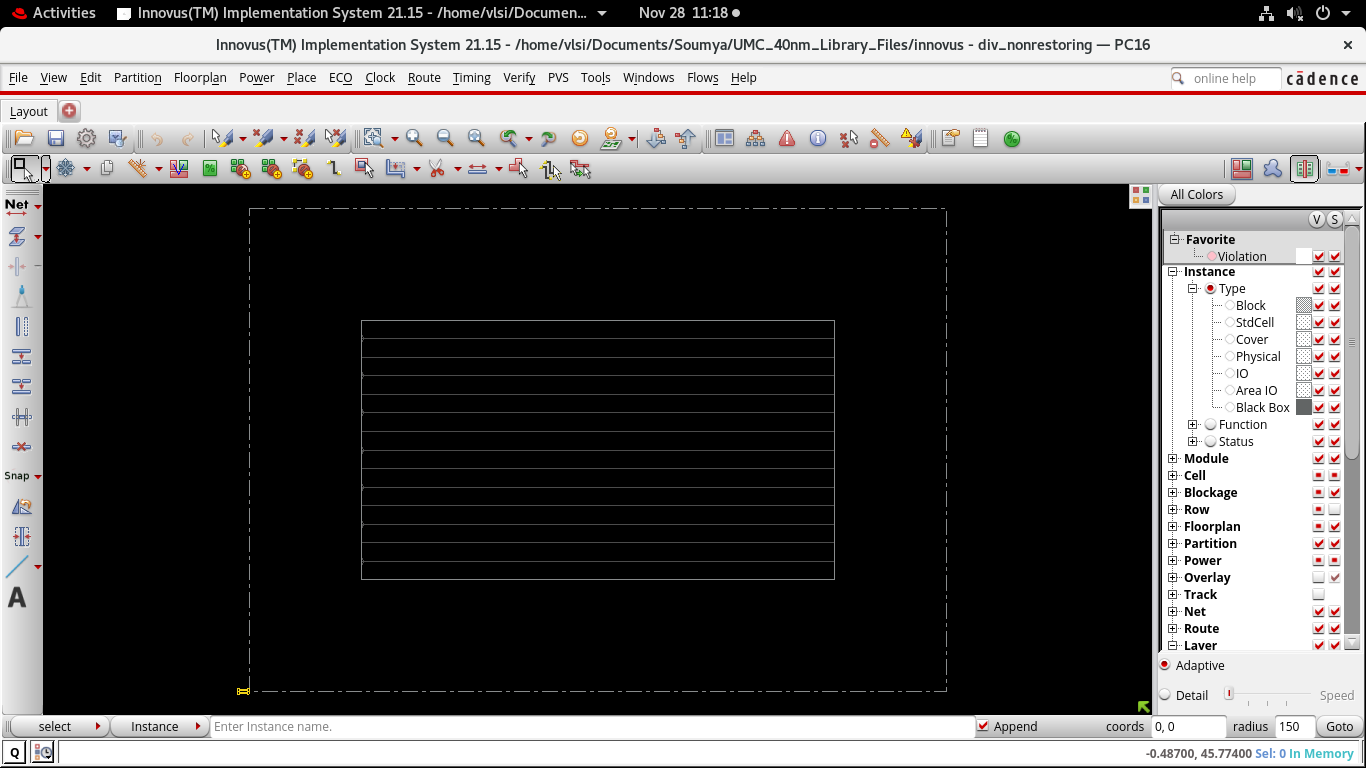 Activities Innovus(TM) Implementation System 21.15 - /home/vlsi/Documen... Nov 28 11:18
Innovus(TM) Implementation System 21.15 - /home/vlsi/Documents/Soumya/UMC_40nm_Library_Files/innovus - div_nonrestoring — PC16
File View Edit Partition Floorplan Power Place ECO Clock Route Timing Verify PVS Tools Windows Flows Help online help cādence
Layout
All Colors
Net
V S
Favorite
Violation
Instance
Type
Block
StdCell
Cover
Physical
IO
Area IO
Black Box
Function
Status
Module
Cell
Blockage
Snap
Row
Floorplan
Partition
Power
Overlay
Track
A
Net
Route
Layer
Adaptive
Detail Speed
select Instance Enter Instance name. Append coords 0, 0 radius 150 Goto
Q -0.48700, 45.77400 Sel: 0 In Memory